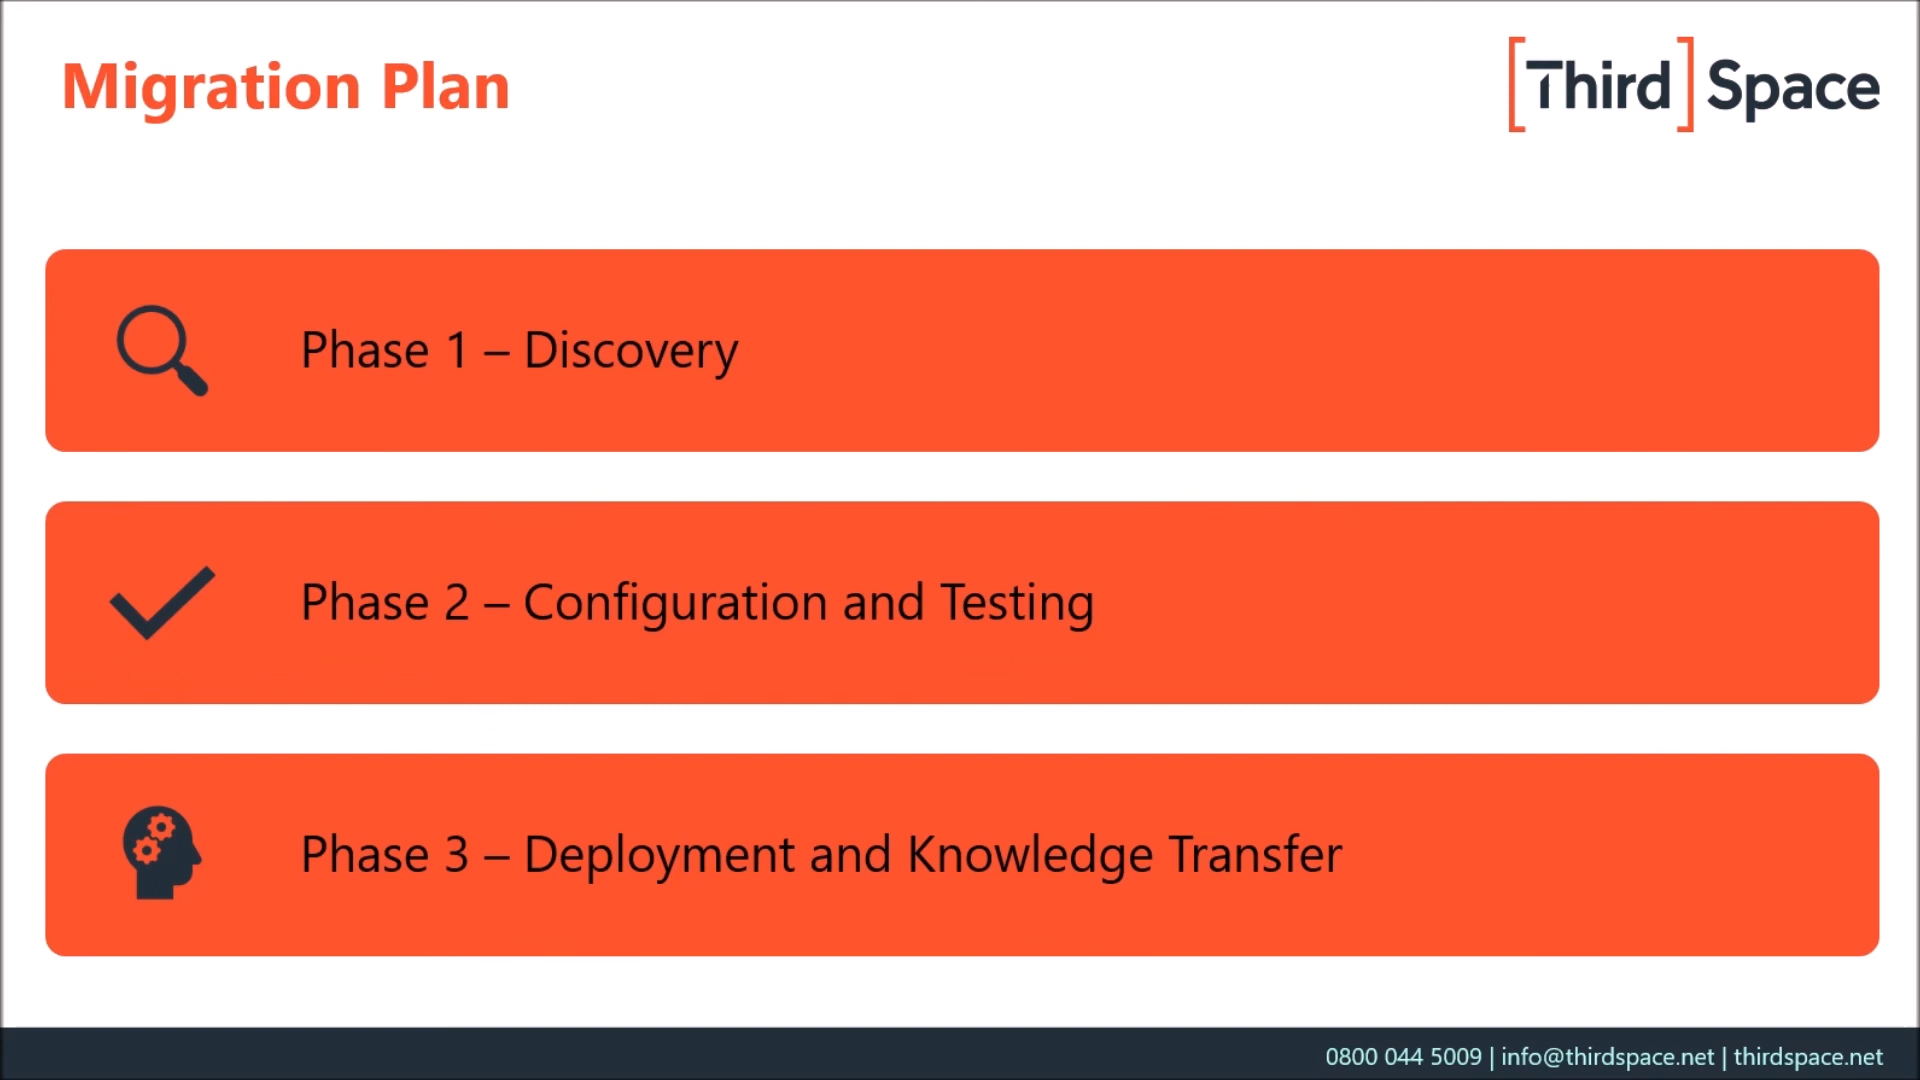 Migration Plan
[Third] Space
Phase 1 – Discovery
Phase 2 – Configuration and Testing
Phase 3 – Deployment and Knowledge Transfer
0800 044 5009 | info@thirdspace.net | thirdspace.net